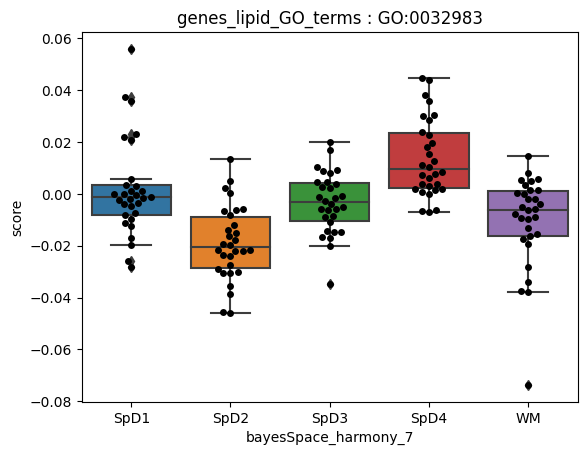 genes_lipid_GO_terms : GO:0032983
0.06
0.04
0.02
0.00
−0.02
−0.04
−0.06
−0.08
score
SpD1 SpD2 SpD3 SpD4 WM
bayesSpace_harmony_7